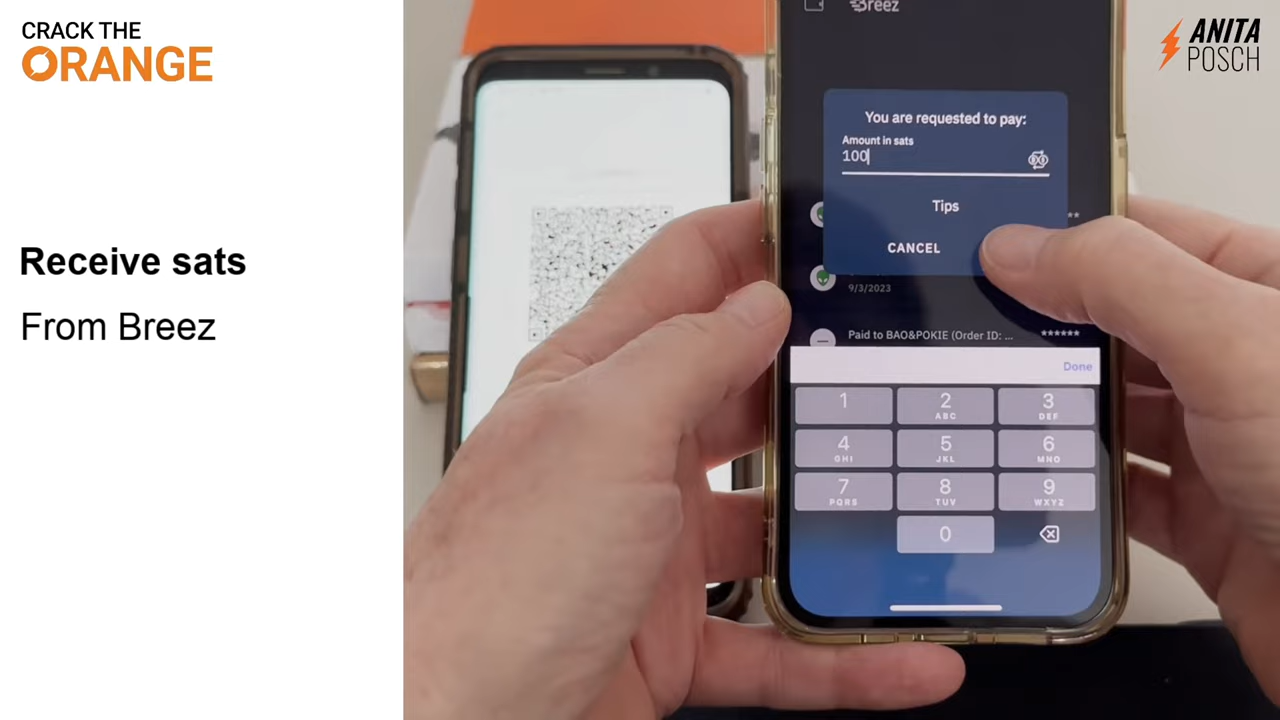 CRACK THE
ORANGE
ANITA
POSCH
Receive sats
From Breez
Breez
You are requested to pay:
Amount in sats
100
Tips
CANCEL
**
9/3/2023
Paid to BAO&POKIE (Order ID: ...
******
Done
1
2
ABC
3
DEF
4
GHI
5
JKL
6
MNO
7
PQRS
8
TUV
9
WXYZ
0